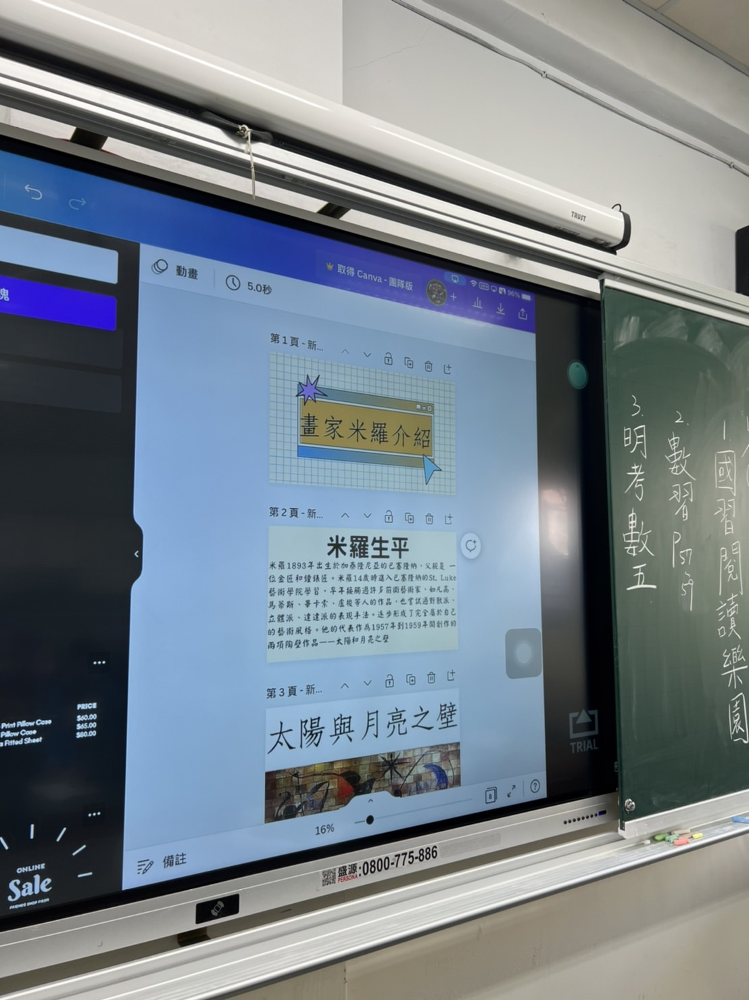 TRUST
動畫
5.0秒
取得 Canva - 團隊版
96%
塊
第1頁 - 新...
畫家米羅介紹
第2頁 - 新...
米羅生平
米羅1893年出生於加泰隆尼亞的巴塞隆納，父親是一
位金匠和鐘錶匠。米羅14歲時進入巴塞隆納的St. Luke
藝術學院學習，早年接觸過許多前衛藝術家，如凡高、
馬蒂斯、畢卡索、盧梭等人的作品，也嘗試過野獸派、
立體派、達達派的表現手法。逐步形成了完全屬於自己
的藝術風格。他的代表作為1957年到1959年間創作的
兩項陶壁作品——太陽和月亮之壁
第3頁 - 新...
太陽與月亮之壁
8
16%
備註
PRICE
Print Pillow Case $60.00
Pillow Case $65.00
Fitted Sheet $80.00
ONLINE
Sale
FRIENDS SHOP FIRST
TRIAL
盛源:0800-775-886
PERSONA
1.國習閱讀樂園
2.數習P57.59
3.明考數五